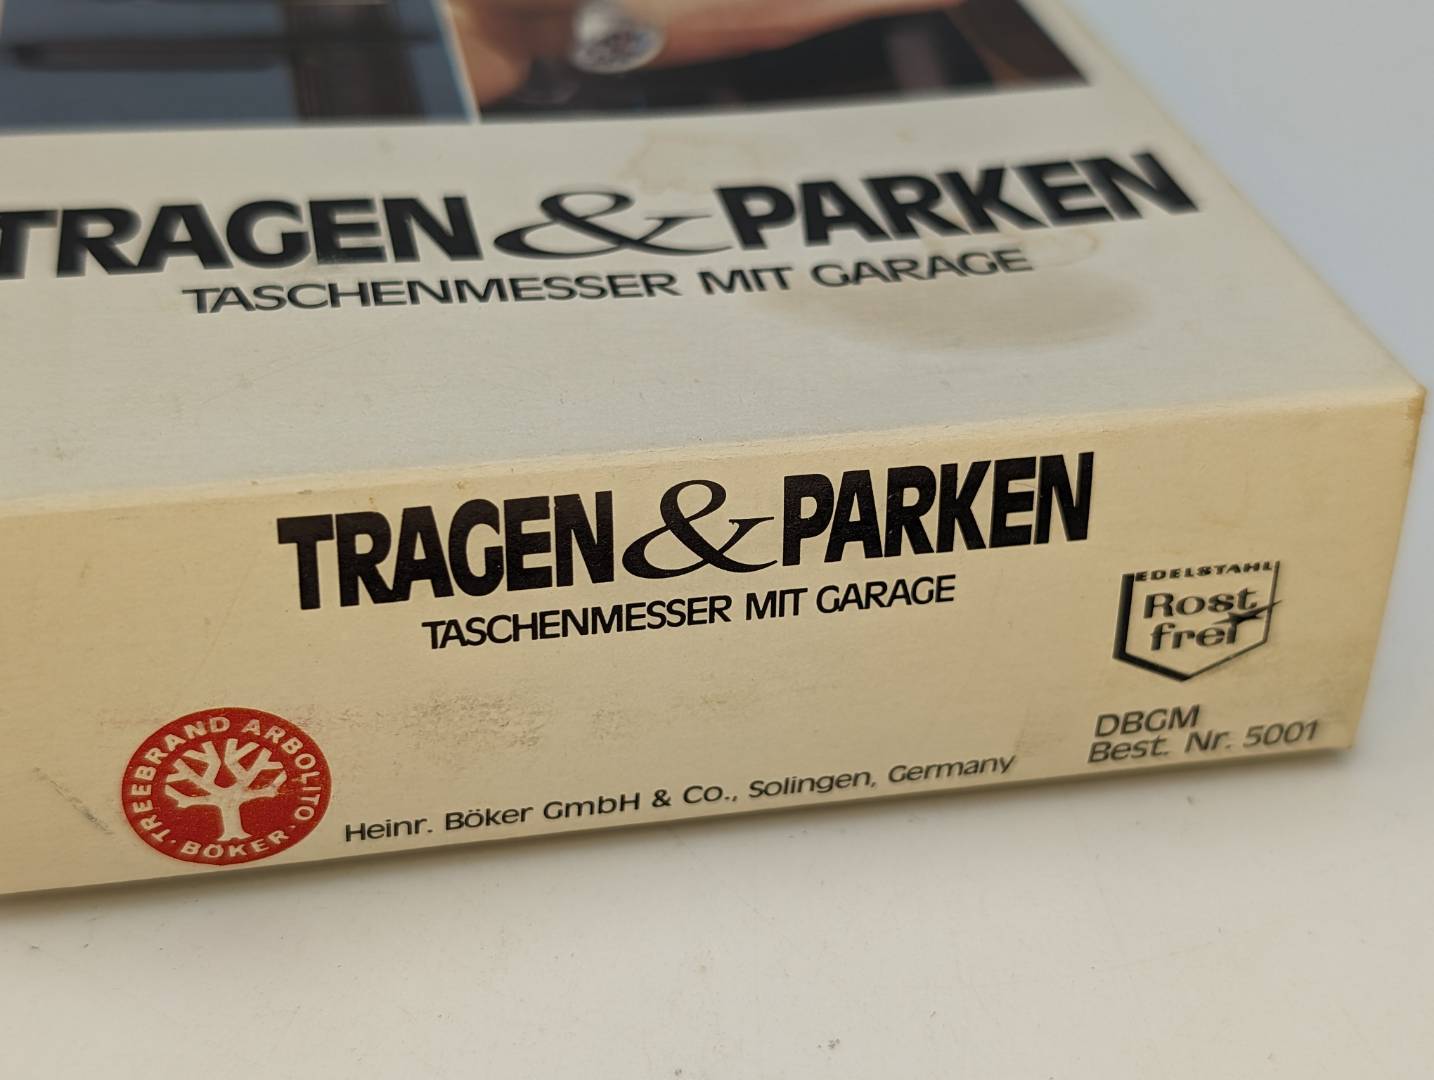 TRAGEN & PARKEN
TASCHENMESSER MIT GARAGE
TRAGEN & PARKEN
TASCHENMESSER MIT GARAGE
EDELSTAHL
Rost
frei
TREEBRAND ARBOLITO
· BÖKER ·
Heinr. Böker GmbH & Co., Solingen, Germany
DBGM
Best. Nr. 5001